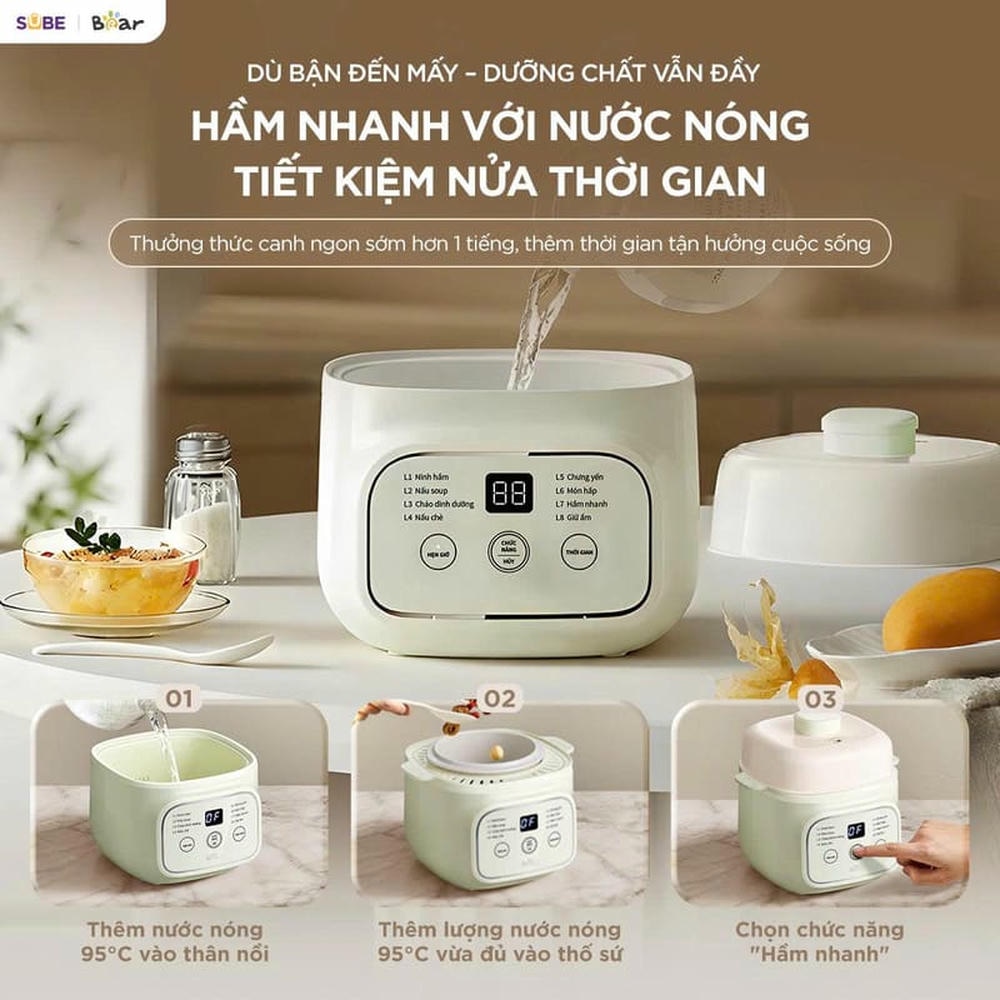 SUBE | Bear
DÙ BẬN ĐẾN MẤY – DƯỠNG CHẤT VẪN ĐẦY
HẦM NHANH VỚI NƯỚC NÓNG
TIẾT KIỆM NỬA THỜI GIAN
Thưởng thức canh ngon sớm hơn 1 tiếng, thêm thời gian tận hưởng cuộc sống
L1 Ninh hầm
L2 Nấu soup
L3 Cháo dinh dưỡng
L4 Nấu chè
88
L5 Chưng yến
L6 Món hấp
L7 Hầm nhanh
L8 Giữ ấm
HẸN GIỜ
CHỨC
NĂNG
HỦY
THỜI GIAN
01
02
03
OF
OF
OF
Thêm nước nóng
95°C vào thân nồi
Thêm lượng nước nóng
95°C vừa đủ vào thố sứ
Chọn chức năng
"Hầm nhanh"